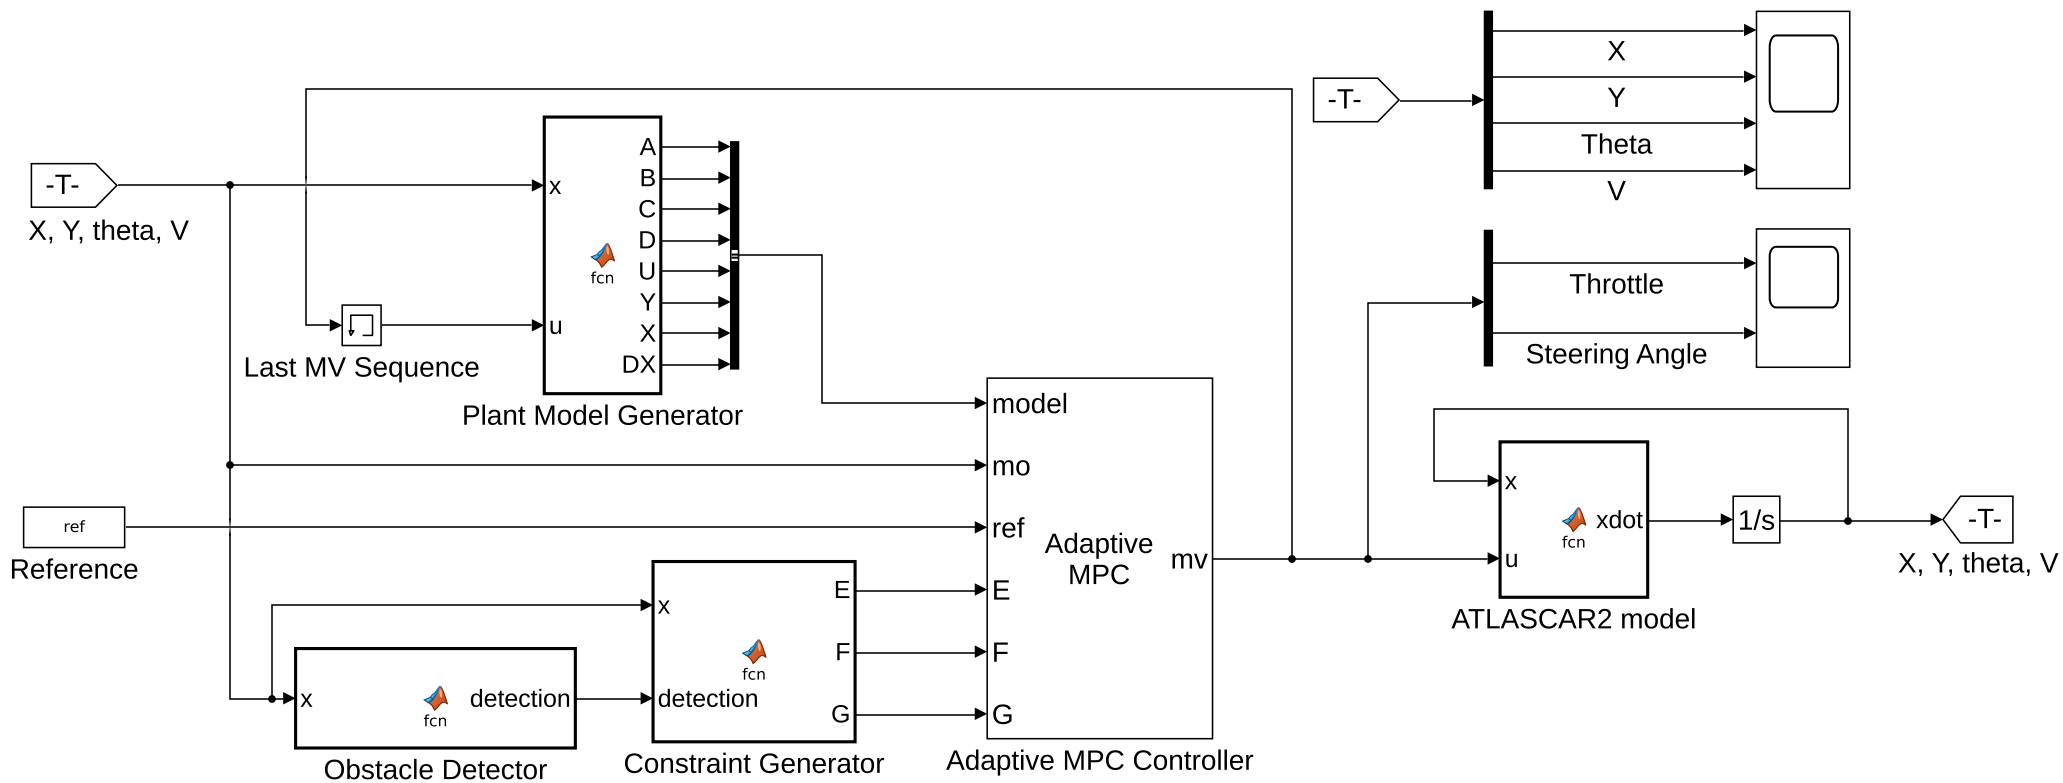 -T-
X, Y, theta, V
Last MV Sequence
x
u
fcn
A
B
C
D
U
Y
X
DX
Plant Model Generator
ref
Reference
x
fcn
detection
Obstacle Detector
x
detection
fcn
E
F
G
Constraint Generator
model
mo
ref
E
F
G
Adaptive
MPC
mv
Adaptive MPC Controller
-T-
X
Y
Theta
V
Throttle
Steering Angle
x
u
fcn
xdot
ATLASCAR2 model
1/s
-T-
X, Y, theta, V